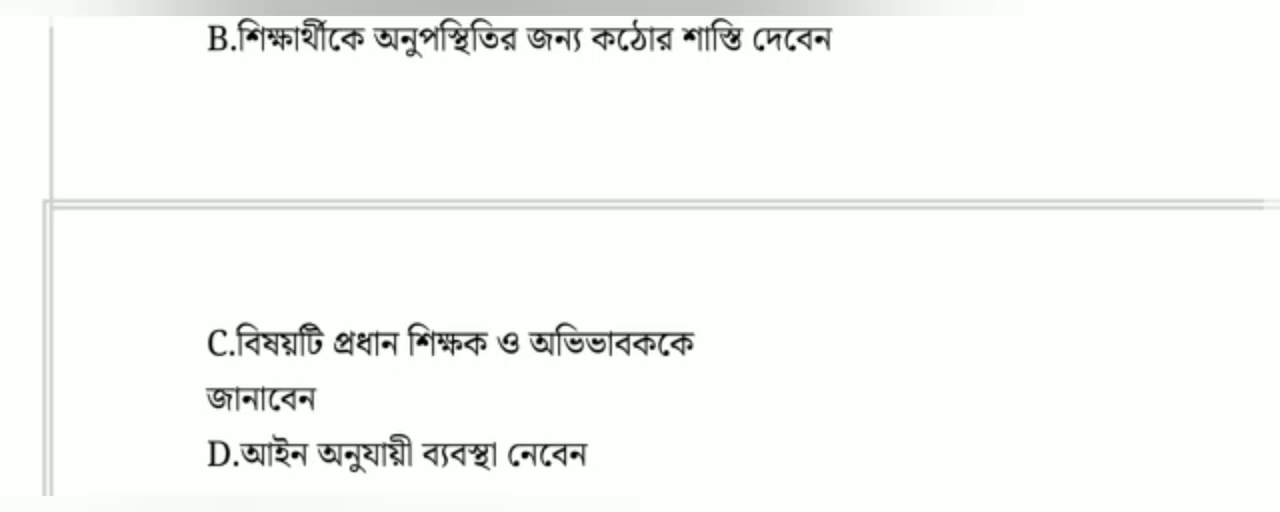 B.শিক্ষার্থীকে অনুপস্থিতির জন্য কঠোর শাস্তি দেবেন
C.বিষয়টি প্রধান শিক্ষক ও অভিভাবককে
জানাবেন
D.আইন অনুযায়ী ব্যবস্থা নেবেন